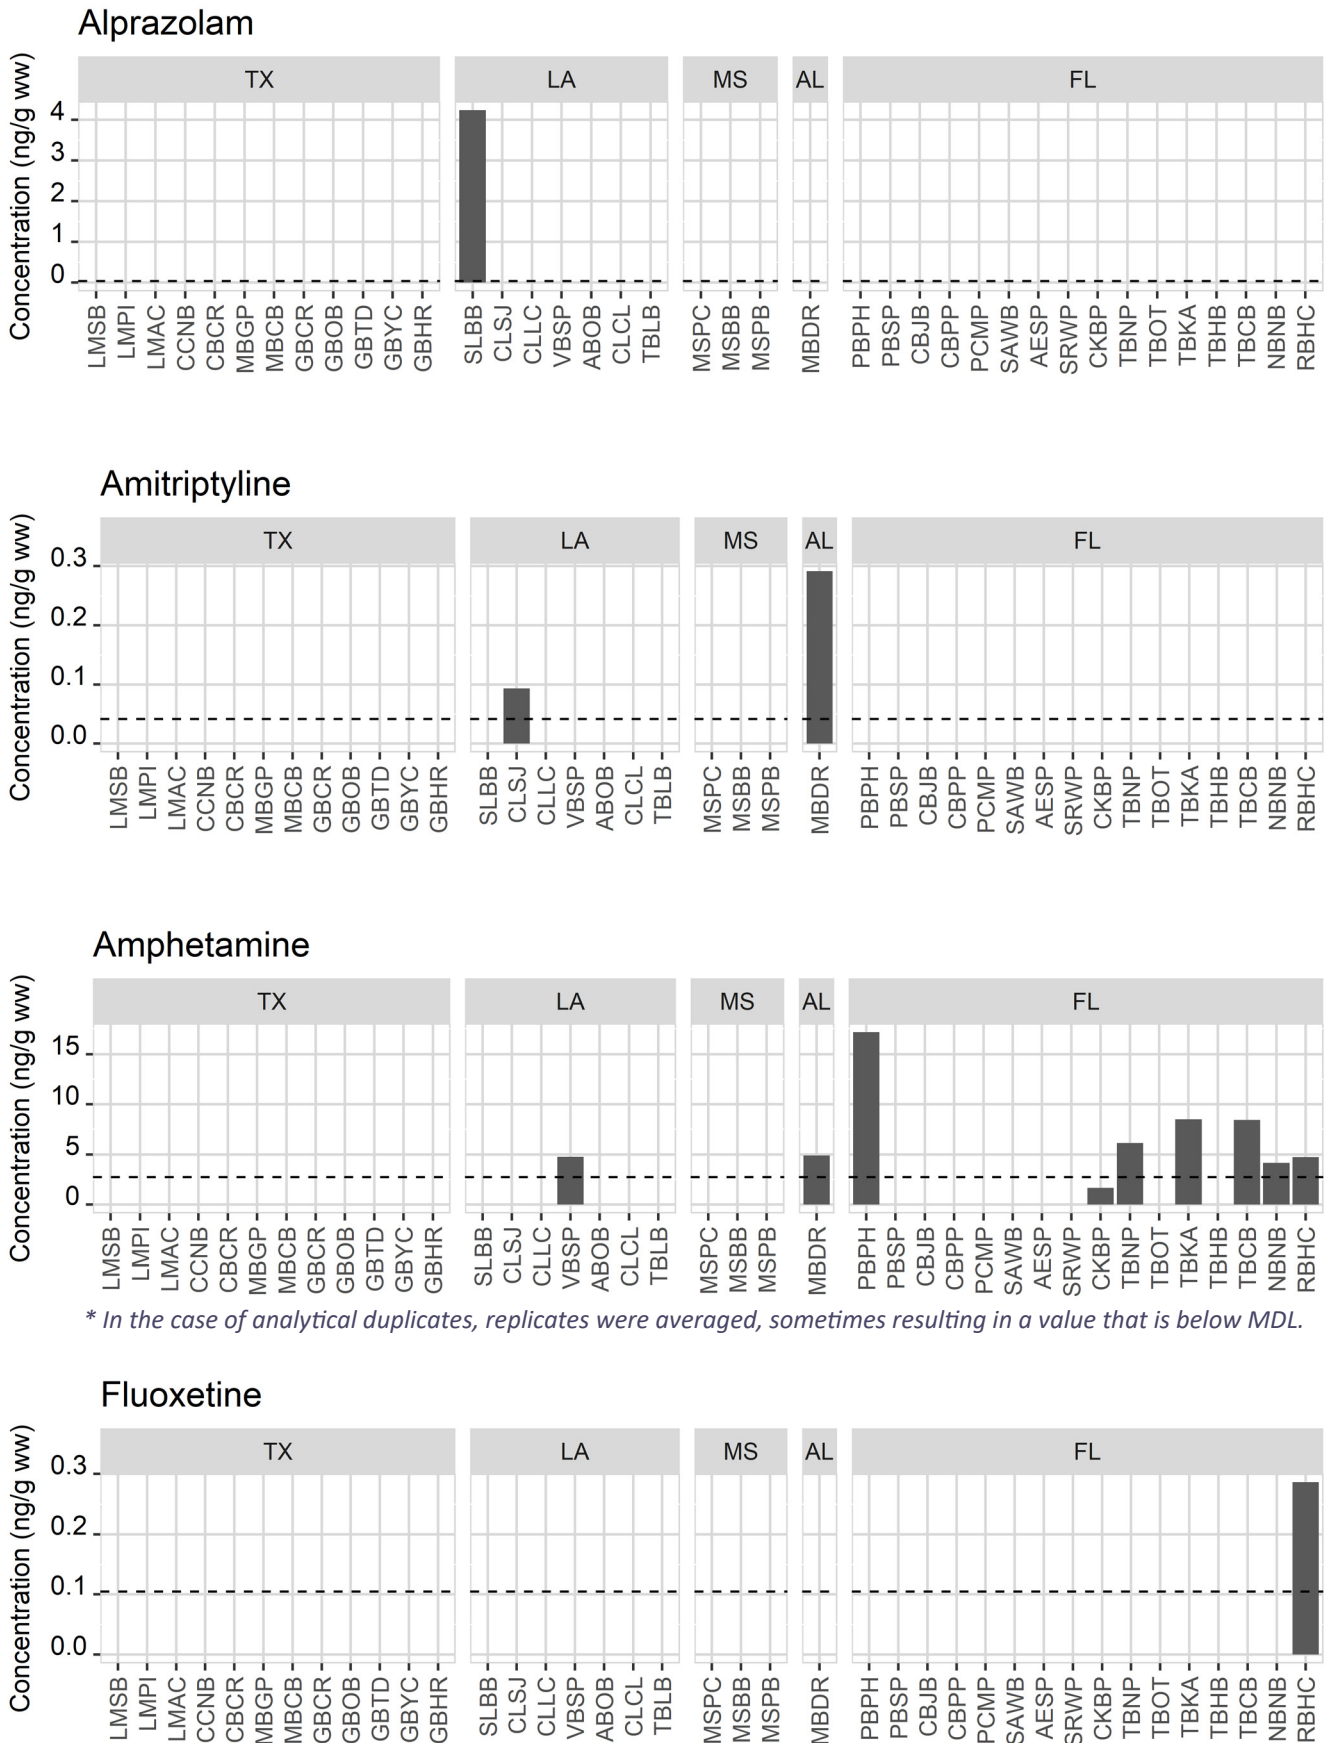 Alprazolam
TX LA MS AL FL
Concentration (ng/g ww)
4
3
2
1
0
LMSB LMPI LMAC CCNB CBCR MBGP MBCB GBCR GBOB GBTD GBYC GBHR SLBB CLSJ CLLC VBSP ABOB CLCL TBLB MSPC MSBB MSPB MBDR PBPH PBSP CBJB CBPP PCMP SAWB AESP SRWP CKBP TBNP TBOT TBKA TBHB TBCB NBNB RBHC
Amitriptyline
TX LA MS AL FL
Concentration (ng/g ww)
0.3
0.2
0.1
0.0
LMSB LMPI LMAC CCNB CBCR MBGP MBCB GBCR GBOB GBTD GBYC GBHR SLBB CLSJ CLLC VBSP ABOB CLCL TBLB MSPC MSBB MSPB MBDR PBPH PBSP CBJB CBPP PCMP SAWB AESP SRWP CKBP TBNP TBOT TBKA TBHB TBCB NBNB RBHC
Amphetamine
TX LA MS AL FL
Concentration (ng/g ww)
15
10
5
0
LMSB LMPI LMAC CCNB CBCR MBGP MBCB GBCR GBOB GBTD GBYC GBHR SLBB CLSJ CLLC VBSP ABOB CLCL TBLB MSPC MSBB MSPB MBDR PBPH PBSP CBJB CBPP PCMP SAWB AESP SRWP CKBP TBNP TBOT TBKA TBHB TBCB NBNB RBHC
* In the case of analytical duplicates, replicates were averaged, sometimes resulting in a value that is below MDL.
Fluoxetine
TX LA MS AL FL
Concentration (ng/g ww)
0.3
0.2
0.1
0.0
LMSB LMPI LMAC CCNB CBCR MBGP MBCB GBCR GBOB GBTD GBYC GBHR SLBB CLSJ CLLC VBSP ABOB CLCL TBLB MSPC MSBB MSPB MBDR PBPH PBSP CBJB CBPP PCMP SAWB AESP SRWP CKBP TBNP TBOT TBKA TBHB TBCB NBNB RBHC